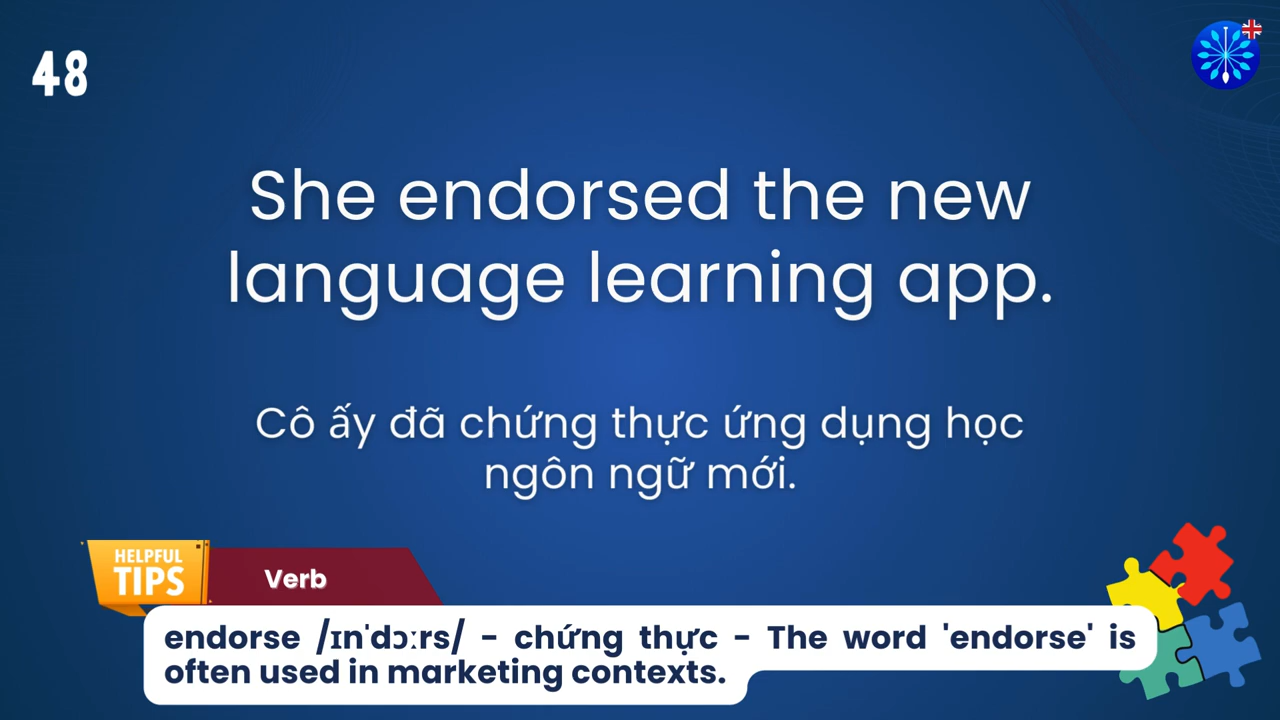 48
She endorsed the new
language learning app.
Cô ấy đã chứng thực ứng dụng học
ngôn ngữ mới.
HELPFUL
TIPS
Verb
endorse /ɪnˈdɔːrs/ - chứng thực - The word 'endorse' is
often used in marketing contexts.